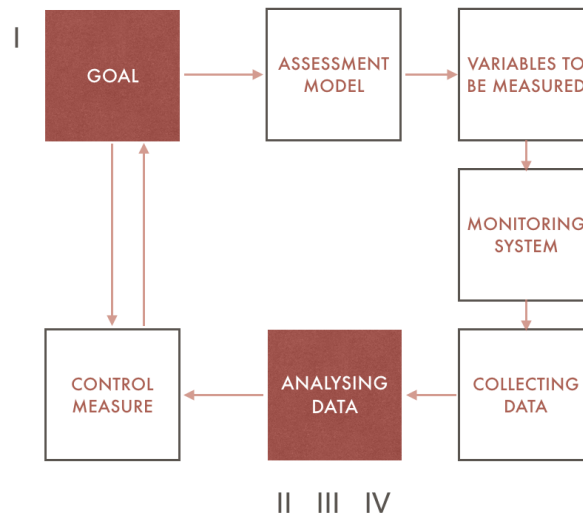 I
GOAL
ASSESSMENT
MODEL
VARIABLES TO
BE MEASURED
MONITORING
SYSTEM
CONTROL
MEASURE
ANALYSING
DATA
COLLECTING
DATA
II III IV